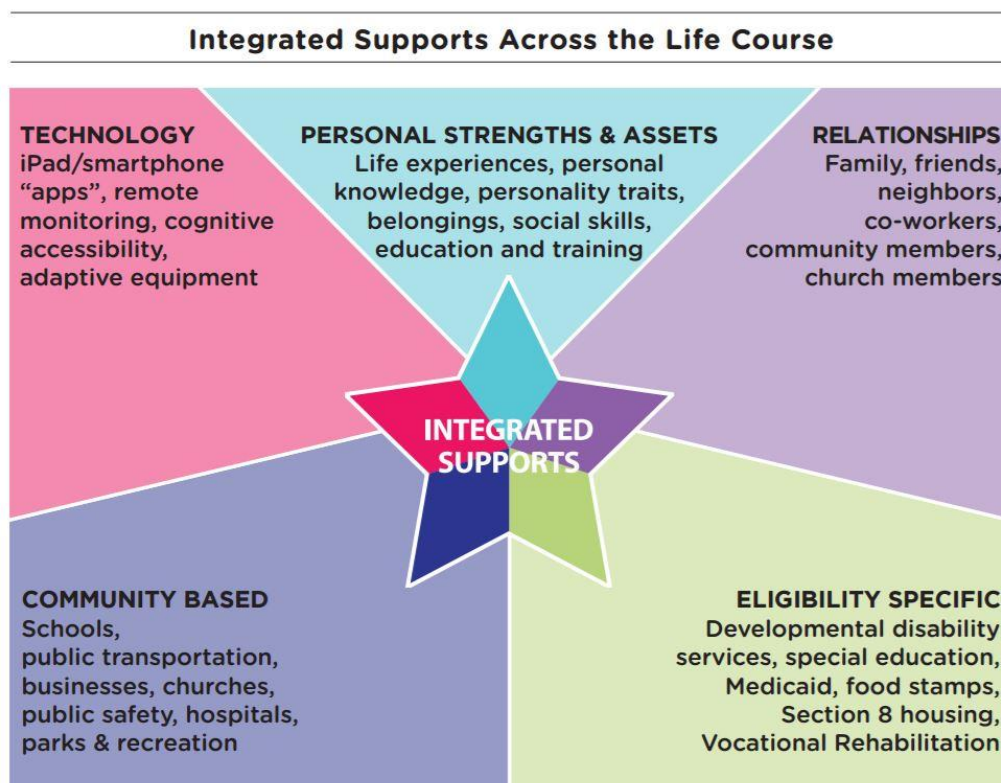 Integrated Supports Across the Life Course
TECHNOLOGY
iPad/smartphone
“apps”, remote
monitoring, cognitive
accessibility,
adaptive equipment
PERSONAL STRENGTHS & ASSETS
Life experiences, personal
knowledge, personality traits,
belongings, social skills,
education and training
RELATIONSHIPS
Family, friends,
neighbors,
co-workers,
community members,
church members
INTEGRATED
SUPPORTS
COMMUNITY BASED
Schools,
public transportation,
businesses, churches,
public safety, hospitals,
parks & recreation
ELIGIBILITY SPECIFIC
Developmental disability
services, special education,
Medicaid, food stamps,
Section 8 housing,
Vocational Rehabilitation